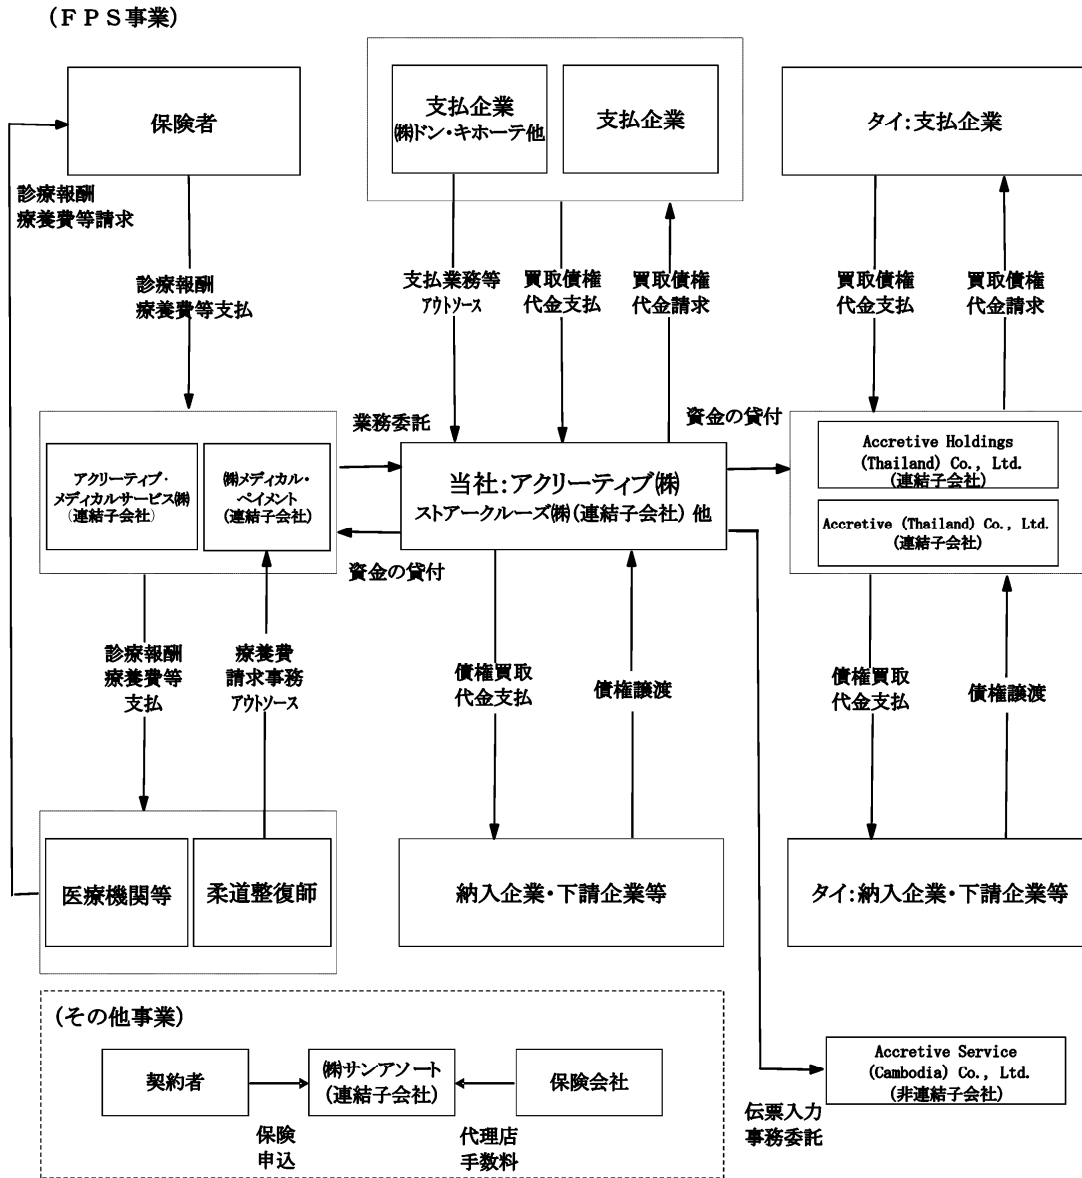 (ＦＰＳ事業)
保険者
支払企業
㈱ドン・キホーテ他
支払企業
タイ:支払企業
診療報酬
療養費等請求
診療報酬
療養費等支払
支払業務等
ｱｳﾄｿｰｽ
買取債権
代金支払
買取債権
代金請求
買取債権
代金支払
買取債権
代金請求
業務委託
資金の貸付
アクリーティブ・
メディカルサービス㈱
(連結子会社)
㈱メディカル・
ペイメント
(連結子会社)
当社:アクリーティブ㈱
ストアークルーズ㈱(連結子会社) 他
Accretive Holdings
(Thailand) Co., Ltd.
(連結子会社)
Accretive (Thailand) Co., Ltd.
(連結子会社)
資金の貸付
診療報酬
療養費等
支払
療養費
請求事務
ｱｳﾄｿｰｽ
債権買取
代金支払
債権譲渡
債権買取
代金支払
債権譲渡
医療機関等
柔道整復師
納入企業・下請企業等
タイ:納入企業・下請企業等
(その他事業)
契約者
㈱サンアソート
(連結子会社)
保険会社
保険
申込
代理店
手数料
伝票入力
事務委託
Accretive Service
(Cambodia) Co., Ltd.
(非連結子会社)